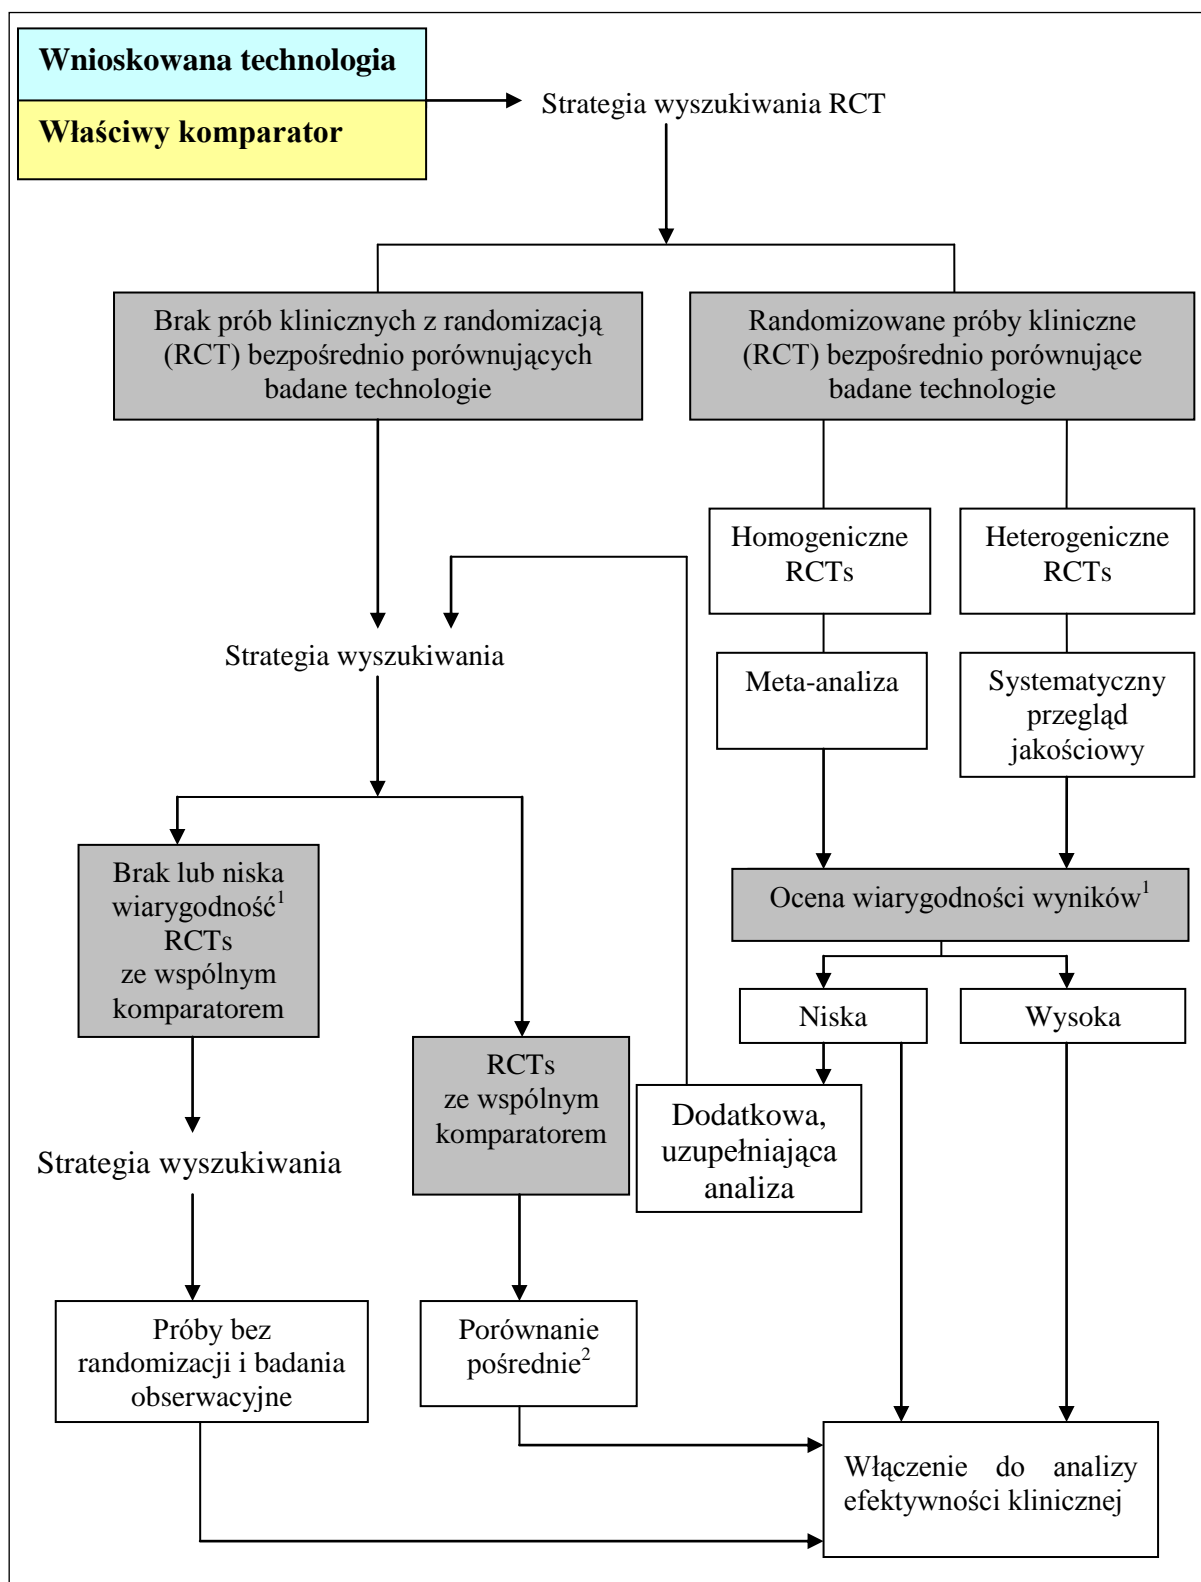 Wnioskowana technologia
Właściwy komparator
Strategia wyszukiwania RCT
Brak prób klinicznych z randomizacją
(RCT) bezpośrednio porównujących
badane technologie
Randomizowane próby kliniczne
(RCT) bezpośrednio porównujące
badane technologie
Homogeniczne
RCTs
Heterogeniczne
RCTs
Strategia wyszukiwania
Meta-analiza
Systematyczny
przegląd
jakościowy
Brak lub niska
wiarygodność¹
RCTs
ze wspólnym
komparatorem
Ocena wiarygodności wyników¹
Niska
Wysoka
RCTs
ze wspólnym
komparatorem
Dodatkowa,
uzupełniająca
analiza
Strategia wyszukiwania
Próby bez
randomizacji i badania
obserwacyjne
Porównanie
pośrednie²
Włączenie do analizy
efektywności klinicznej